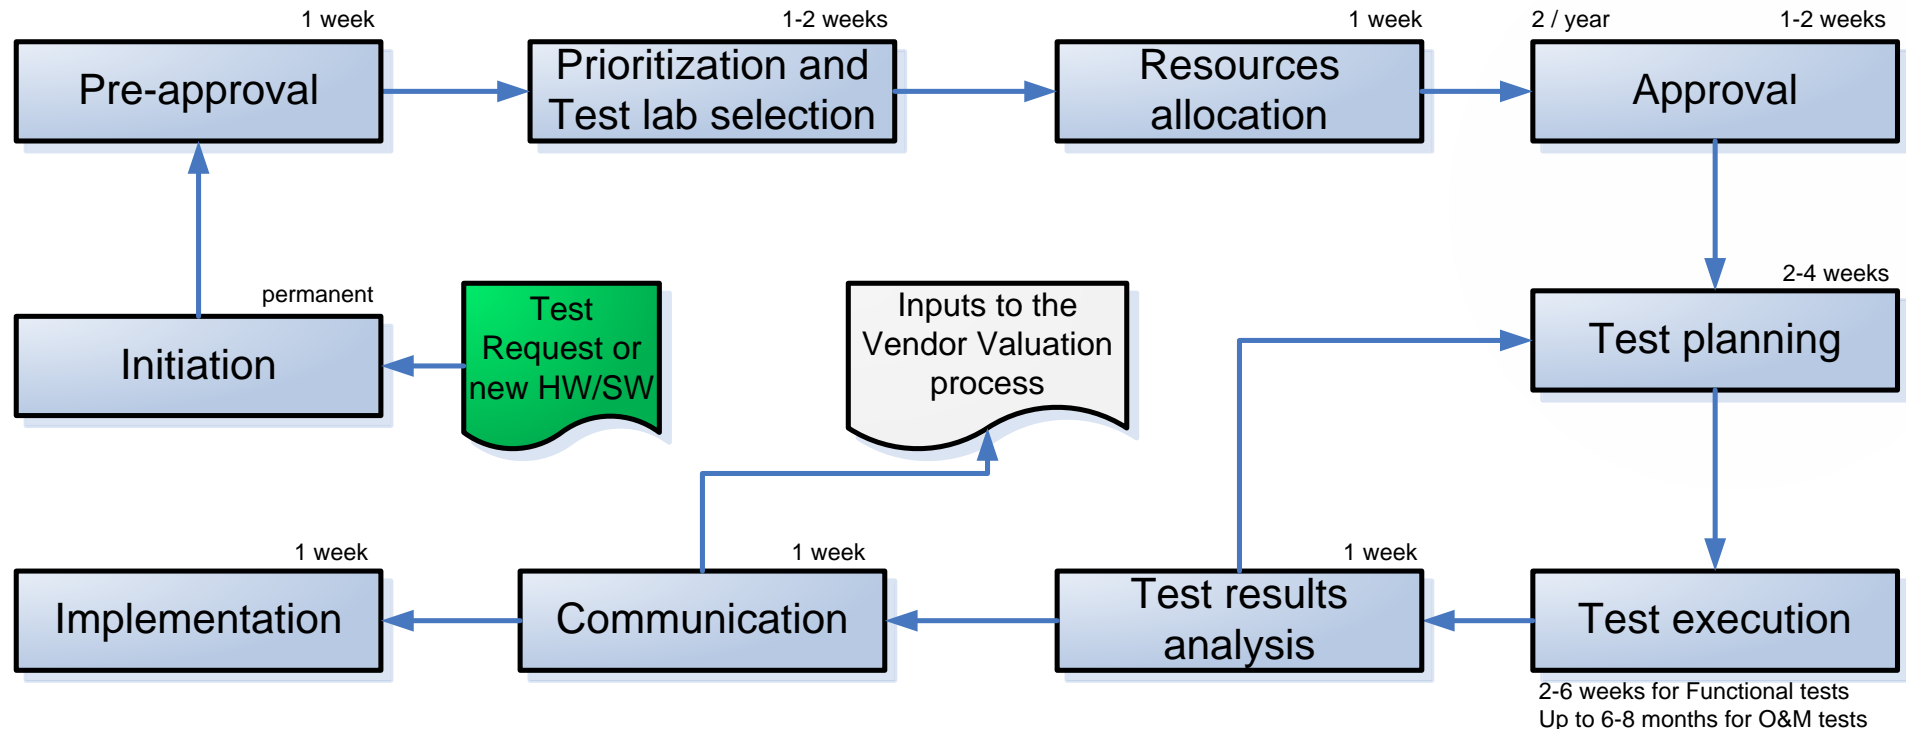 1 week
1-2 weeks
1 week
2 / year
1-2 weeks
Pre-approval
Prioritization and
Test lab selection
Resources
allocation
Approval
permanent
Initiation
Test
Request or
new HW/SW
Inputs to the
Vendor Valuation
process
2-4 weeks
Test planning
1 week
Implementation
1 week
Communication
1 week
Test results
analysis
Test execution
2-6 weeks for Functional tests
Up to 6-8 months for O&M tests